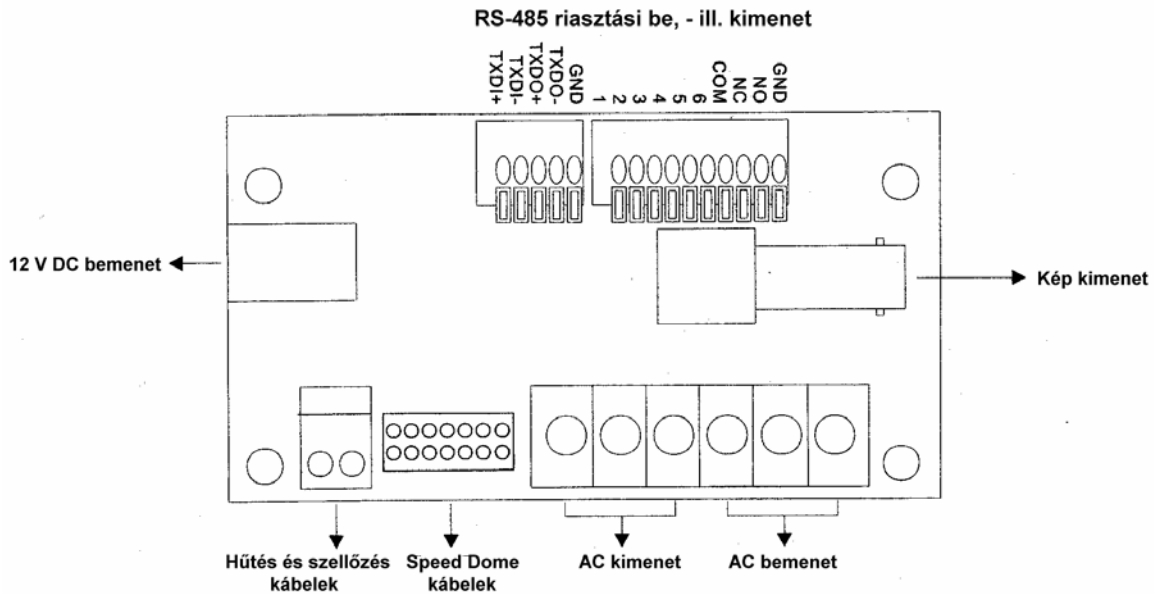 RS-485 riasztási be, - ill. kimenet
TXDI+
TXDI-
TXDO+
TXDO-
GND
1
2
3
4
5
6
COM
NC
NO
GND
12 V DC bemenet
Kép kimenet
Hűtés és szellőzés
kábelek
Speed Dome
kábelek
AC kimenet
AC bemenet